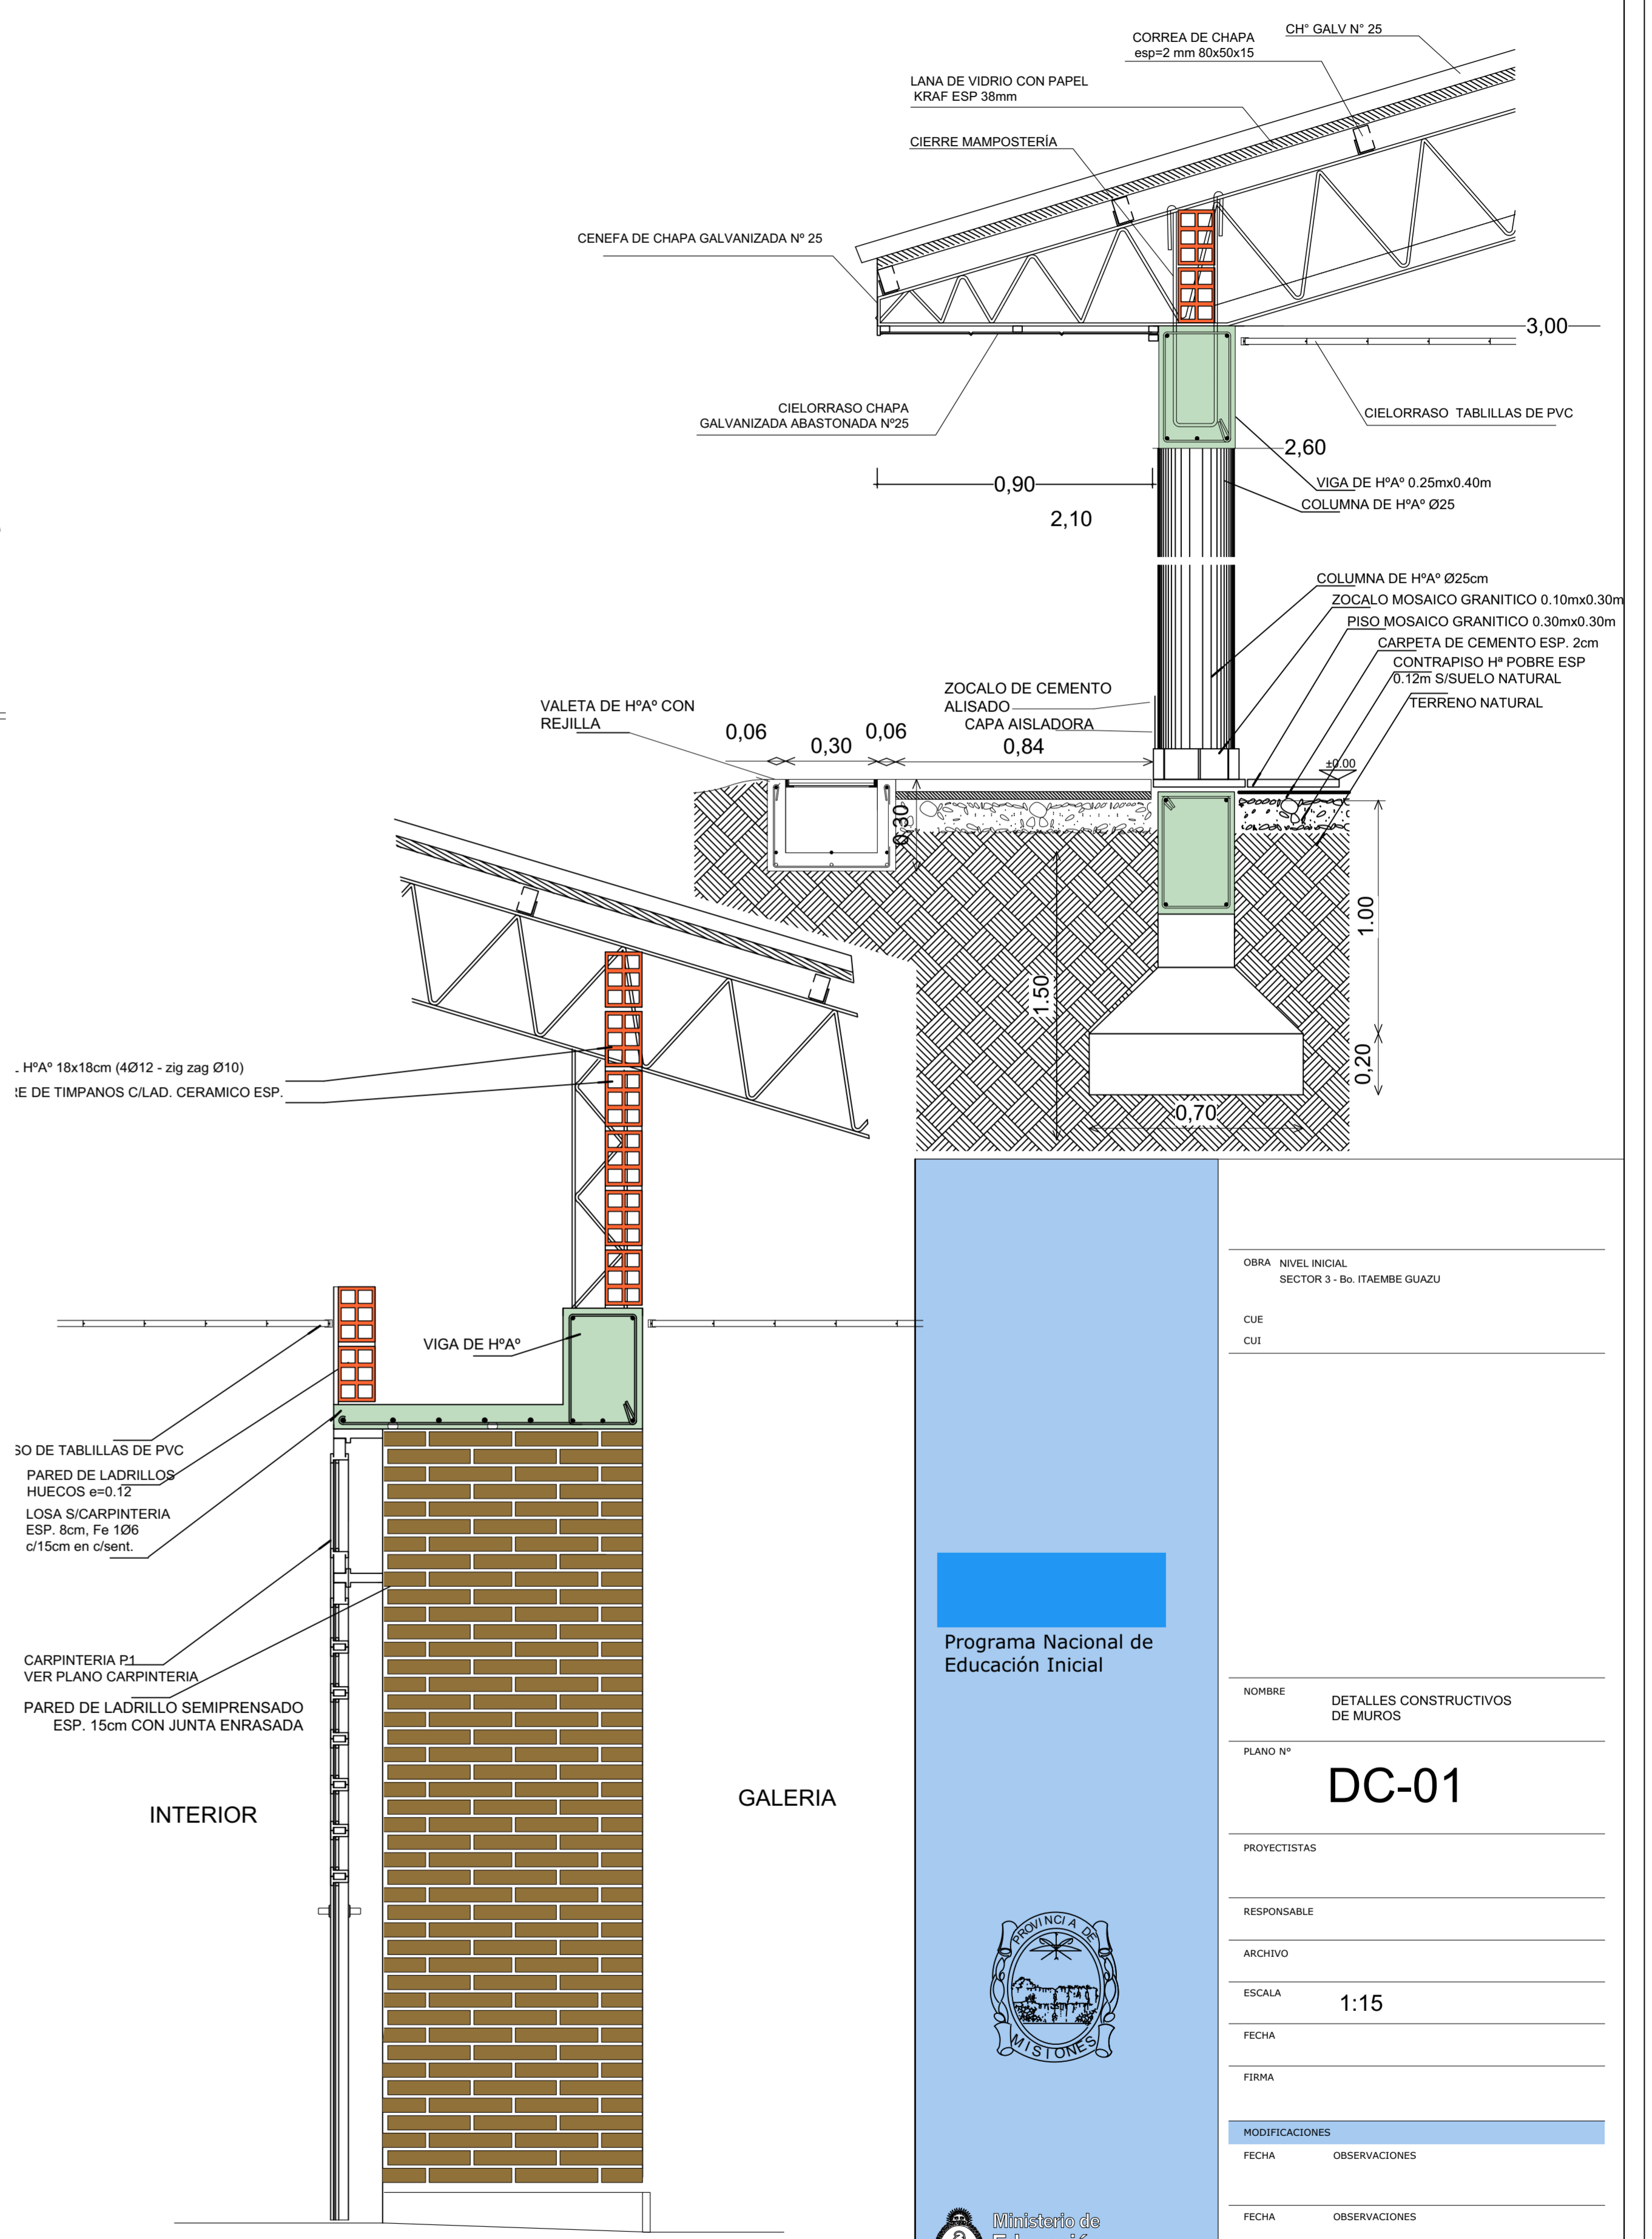 CH° GALV N° 25
CORREA DE CHAPA
esp=2 mm 80x50x15
LANA DE VIDRIO CON PAPEL
KRAF ESP 38mm
CIERRE MAMPOSTERÍA
CENEFA DE CHAPA GALVANIZADA Nº 25
3,00
CIELORRASO CHAPA
GALVANIZADA ABASTONADA Nº25
CIELORRASO TABLILLAS DE PVC
2,60
VIGA DE HºAº 0.25mx0.40m
0,90
COLUMNA DE HºAº Ø25
2,10
COLUMNA DE HºAº Ø25cm
ZOCALO MOSAICO GRANITICO 0.10mx0.30m
PISO MOSAICO GRANITICO 0.30mx0.30m
CARPETA DE CEMENTO ESP. 2cm
CONTRAPISO Hª POBRE ESP
0.12m S/SUELO NATURAL
TERRENO NATURAL
ZOCALO DE CEMENTO
ALISADO
CAPA AISLADORA
VALETA DE HºAº CON
REJILLA
0,06
0,30
0,06
0,84
±0.00
0,30
1.00
1.50
0,20
0,70
HºAº 18x18cm (4Ø12 - zig zag Ø10)
RE DE TIMPANOS C/LAD. CERAMICO ESP.
VIGA DE HºAº
SO DE TABLILLAS DE PVC
PARED DE LADRILLOS
HUECOS e=0.12
LOSA S/CARPINTERIA
ESP. 8cm, Fe 1Ø6
c/15cm en c/sent.
CARPINTERIA P1
VER PLANO CARPINTERIA
PARED DE LADRILLO SEMIPRENSADO
ESP. 15cm CON JUNTA ENRASADA
INTERIOR
GALERIA
Programa Nacional de
Educación Inicial
PROVINCIA DE
MISIONES
Ministerio de
Educación
OBRA NIVEL INICIAL
SECTOR 3 - Bo. ITAEMBE GUAZU
CUE
CUI
NOMBRE
DETALLES CONSTRUCTIVOS
DE MUROS
PLANO Nº
DC-01
PROYECTISTAS
RESPONSABLE
ARCHIVO
ESCALA
1:15
FECHA
FIRMA
MODIFICACIONES
FECHA OBSERVACIONES
FECHA OBSERVACIONES